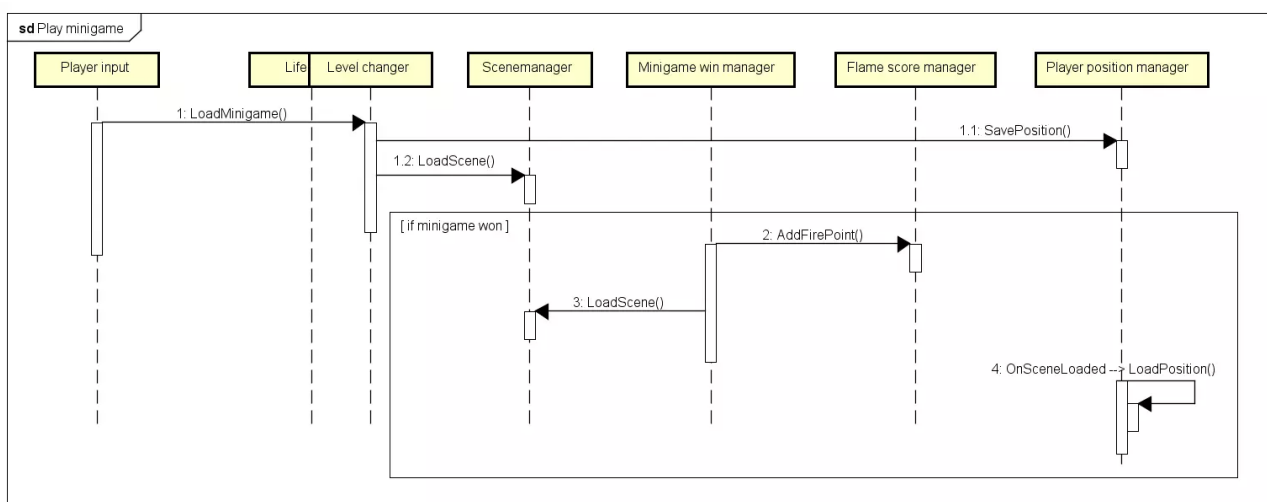 sd Play minigame
Player input
Life
Level changer
Scenemanager
Minigame win manager
Flame score manager
Player position manager
1: LoadMinigame()
1.1: SavePosition()
1.2: LoadScene()
[ if minigame won ]
2: AddFirePoint()
3: LoadScene()
4: OnSceneLoaded --> LoadPosition()